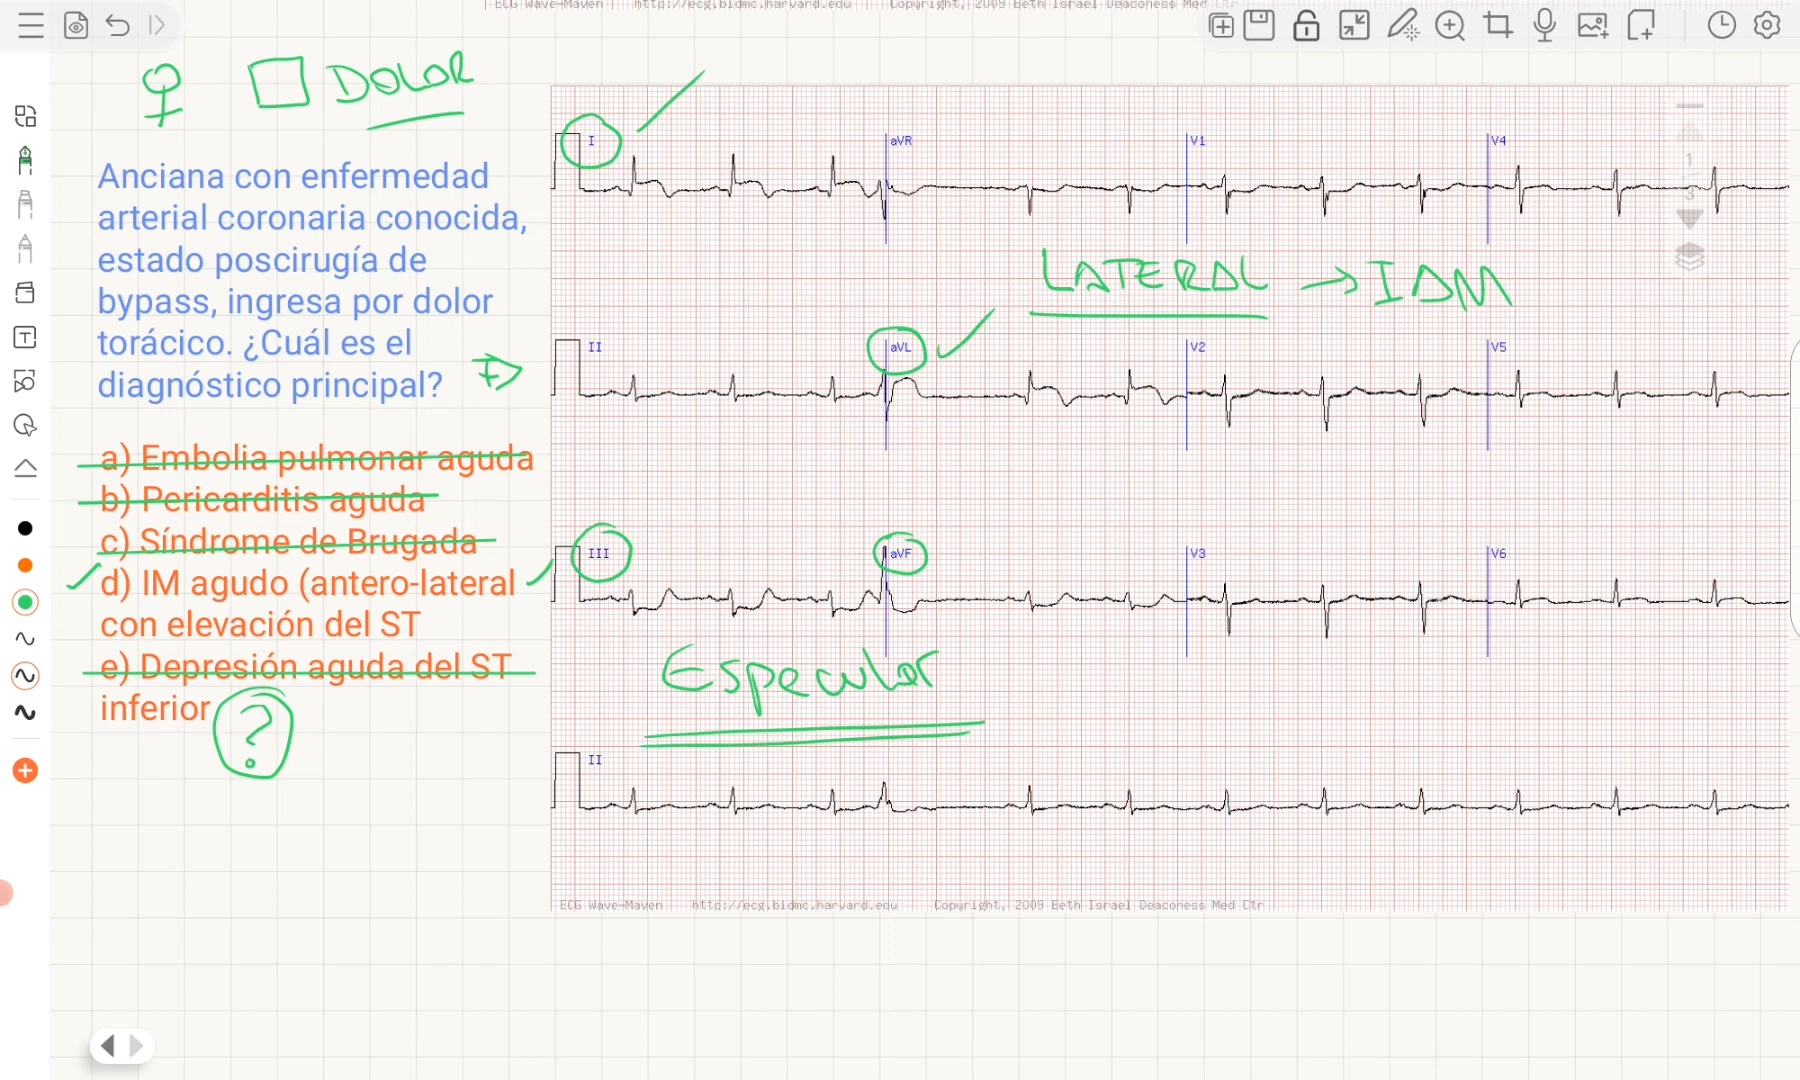 ECG Wave-Maven http://ecg.bidmc.harvard.edu Copyright, 2009 Beth Israel Deaconess Med Ctr
DOLOR
Anciana con enfermedad
arterial coronaria conocida,
estado poscirugía de
bypass, ingresa por dolor
torácico. ¿Cuál es el
diagnóstico principal?
a) Embolia pulmonar aguda
b) Pericarditis aguda
c) Síndrome de Brugada
d) IM agudo (antero-lateral
con elevación del ST
e) Depresión aguda del ST
inferior
?
I aVR V1 V4
LATERAL → IAM
II aVL V2 V5
III aVF V3 V6
Especular
II
ECG Wave-Maven http://ecg.bidmc.harvard.edu Copyright, 2009 Beth Israel Deaconess Med Ctr
1
3